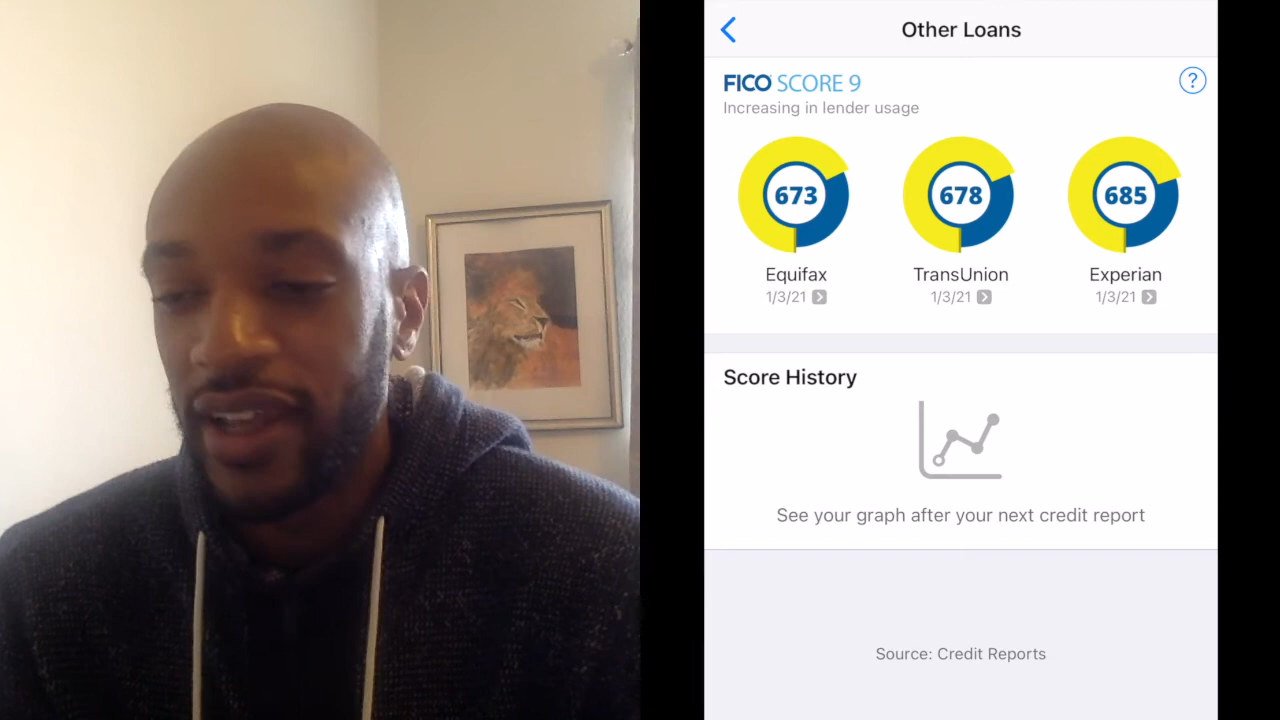 Other Loans
FICO SCORE 9
?
Increasing in lender usage
673 678 685
Equifax TransUnion Experian
1/3/21 1/3/21 1/3/21
Score History
See your graph after your next credit report
Source: Credit Reports